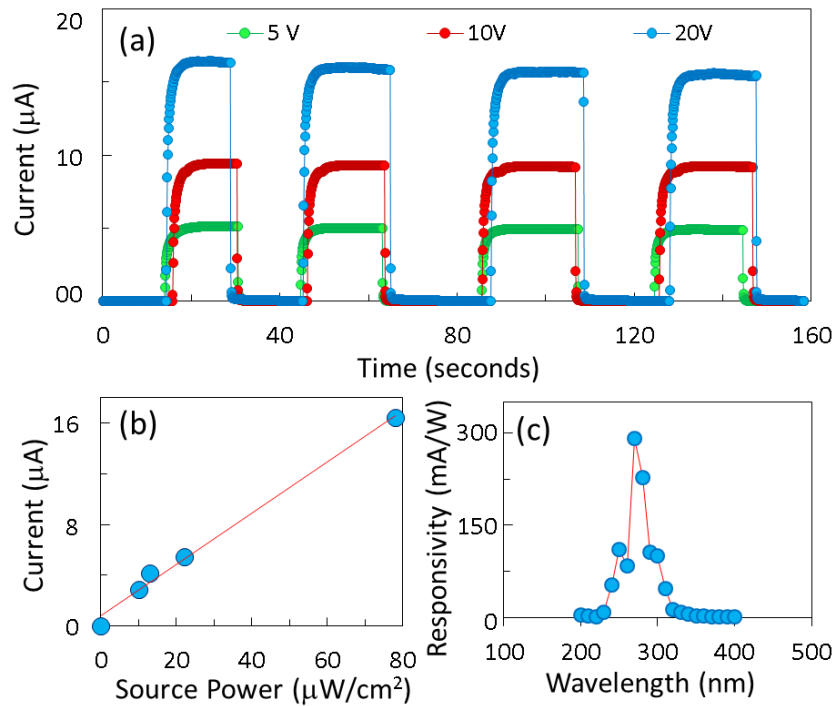 (a)
5 V
10V
20V
20
10
00
Current (μA)
0
40
80
120
160
Time (seconds)
(b)
16
8
0
Current (μA)
0
20
40
60
80
Source Power (μW/cm²)
(c)
300
150
0
Responsivity (mA/W)
100
200
300
400
500
Wavelength (nm)